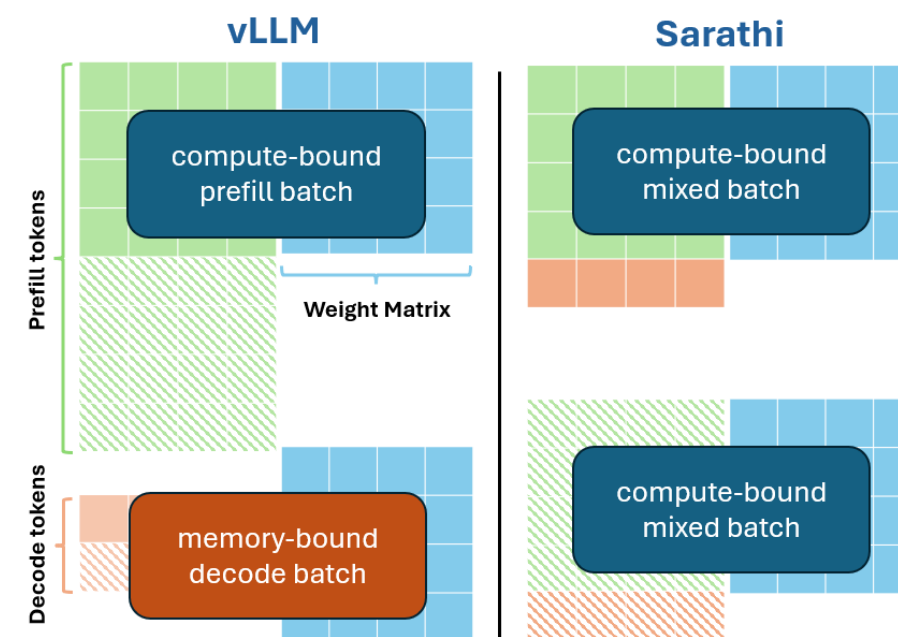 vLLM
Sarathi
Prefill tokens
compute-bound
prefill batch
Weight Matrix
compute-bound
mixed batch
Decode tokens
memory-bound
decode batch
compute-bound
mixed batch